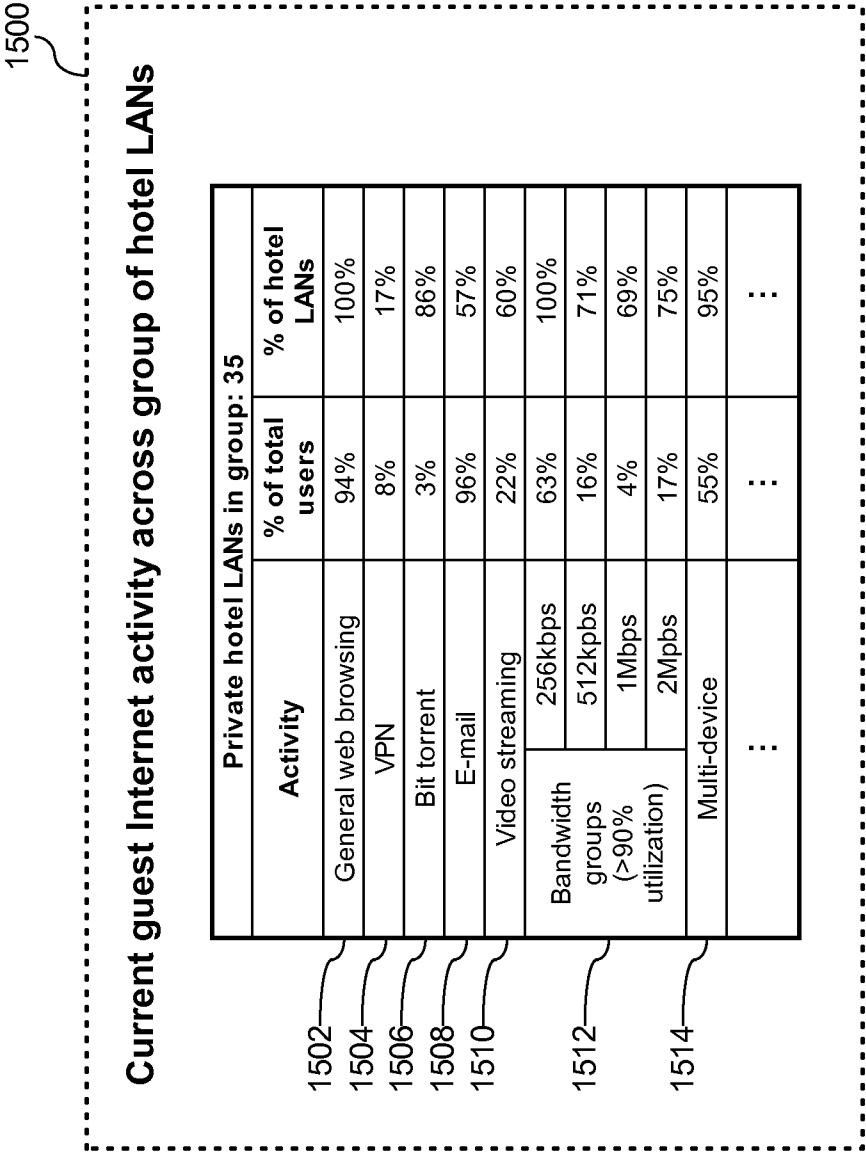 1500
Current guest Internet activity across group of hotel LANs
Private hotel LANs in group: 35
Activity % of total users % of hotel LANs
1502 General web browsing 94% 100%
1504 VPN 8% 17%
1506 Bit torrent 3% 86%
1508 E-mail 96% 57%
1510 Video streaming 22% 60%
1512 Bandwidth groups (>90% utilization) 256kbps 63% 100%
512kpbs 16% 71%
1Mbps 4% 69%
2Mpbs 17% 75%
1514 Multi-device 55% 95%
... ... ...